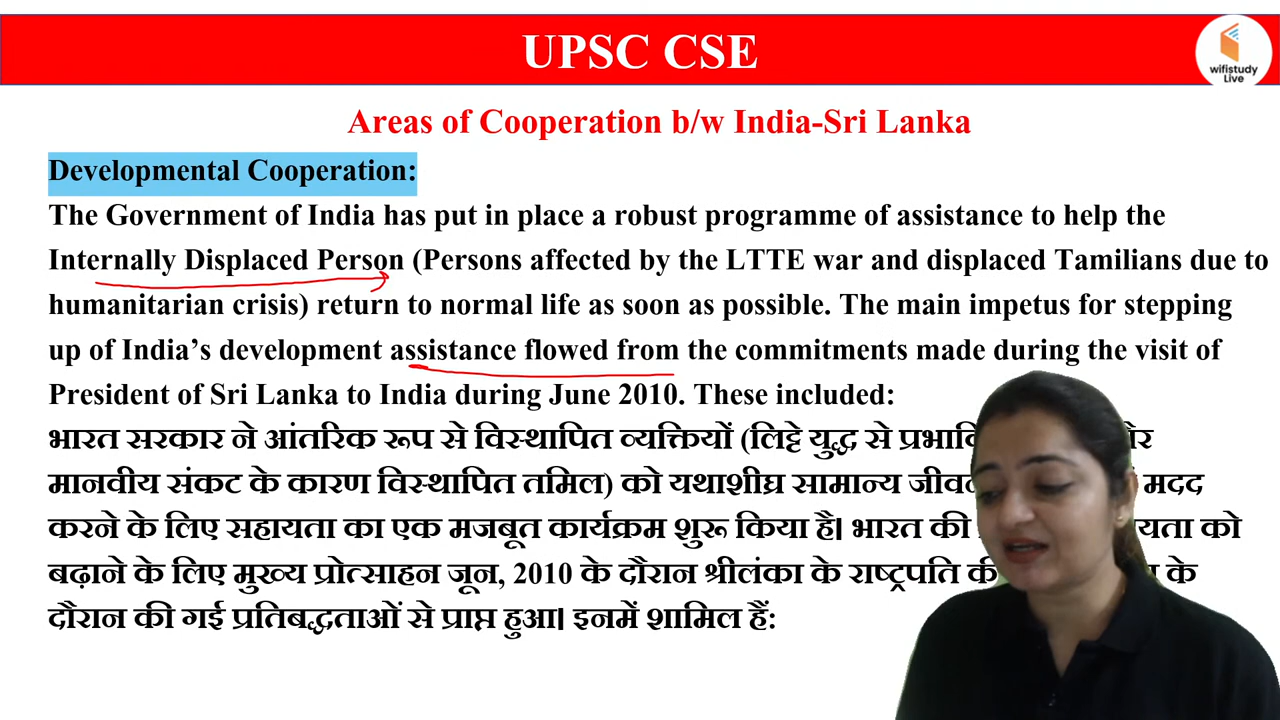 UPSC CSE
wifistudy
Live
Areas of Cooperation b/w India-Sri Lanka
Developmental Cooperation:
The Government of India has put in place a robust programme of assistance to help the
Internally Displaced Person (Persons affected by the LTTE war and displaced Tamilians due to
humanitarian crisis) return to normal life as soon as possible. The main impetus for stepping
up of India’s development assistance flowed from the commitments made during the visit of
President of Sri Lanka to India during June 2010. These included:
भारत सरकार ने आंतरिक रूप से विस्थापित व्यक्तियों (लिट्टे युद्ध से
मानवीय संकट के कारण विस्थापित तमिल) को यथाशीघ्र सामान्य मदद
करने के लिए सहायता का एक मजबूत कार्यक्रम शुरू किया है। भारत की को
बढ़ाने के लिए मुख्य प्रोत्साहन जून, 2010 के दौरान श्रीलंका के राष्ट्रपति के
दौरान की गई प्रतिबद्धताओं से प्राप्त हुआ। इनमें शामिल हैं: